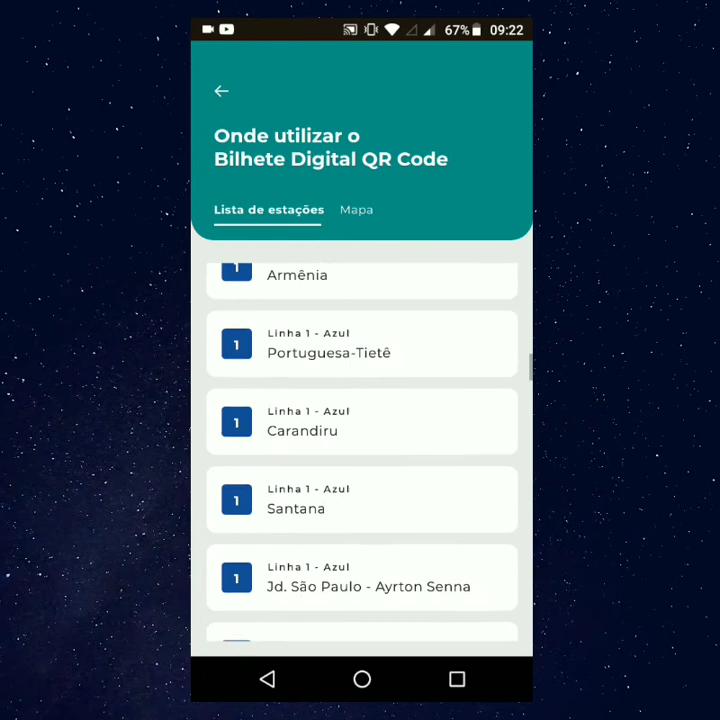 67% 09:22
Onde utilizar o
Bilhete Digital QR Code
Lista de estações Mapa
1
Armênia
Linha 1 - Azul
1
Portuguesa-Tietê
Linha 1 - Azul
1
Carandiru
Linha 1 - Azul
1
Santana
Linha 1 - Azul
1
Jd. São Paulo - Ayrton Senna